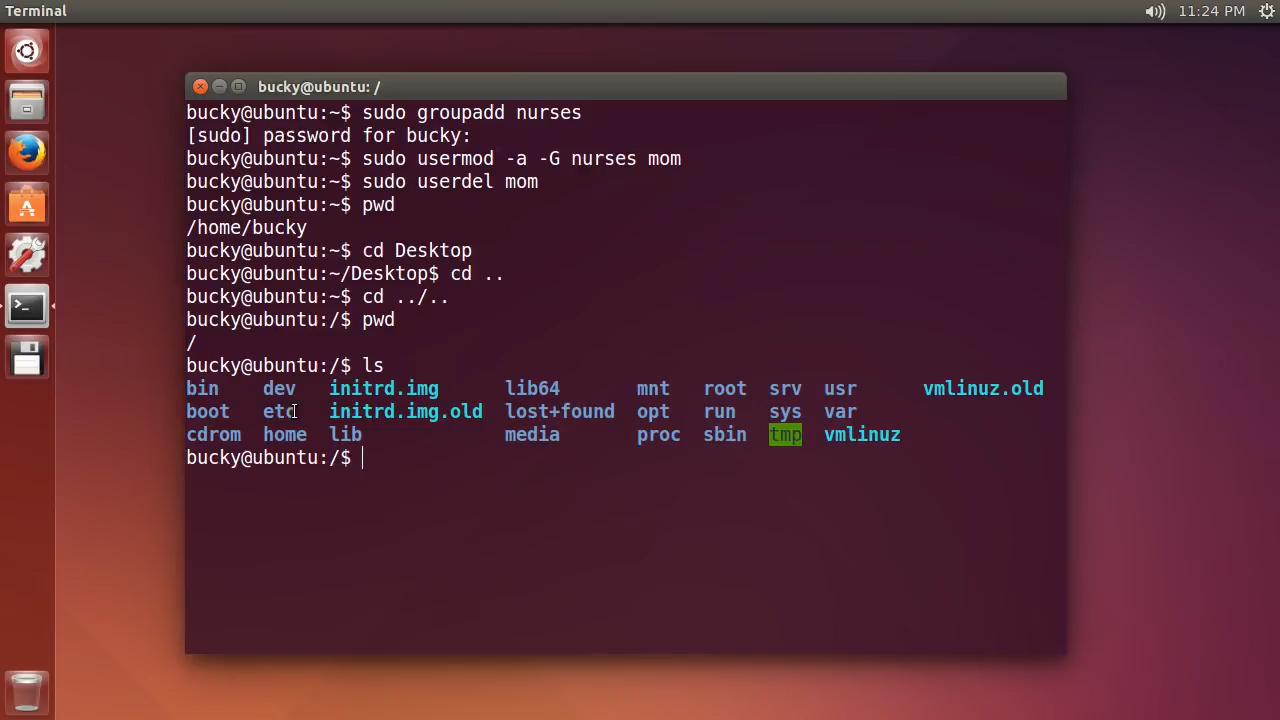 Terminal 11:24 PM
bucky@ubuntu: /
bucky@ubuntu:~$ sudo groupadd nurses
[sudo] password for bucky:
bucky@ubuntu:~$ sudo usermod -a -G nurses mom
bucky@ubuntu:~$ sudo userdel mom
bucky@ubuntu:~$ pwd
/home/bucky
bucky@ubuntu:~$ cd Desktop
bucky@ubuntu:~/Desktop$ cd ..
bucky@ubuntu:~$ cd ../..
bucky@ubuntu:/$ pwd
/
bucky@ubuntu:/$ ls
bin dev initrd.img lib64 mnt root srv usr vmlinuz.old
boot etc initrd.img.old lost+found opt run sys var
cdrom home lib media proc sbin tmp vmlinuz
bucky@ubuntu:/$